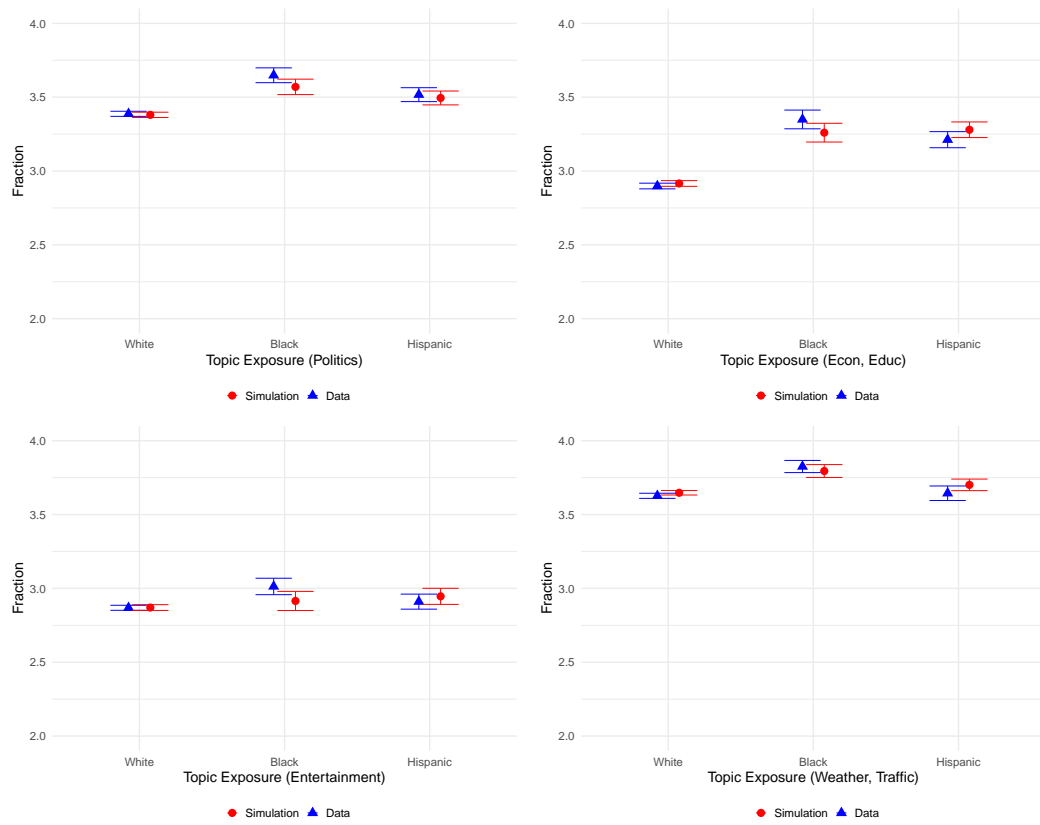 4.0
3.5
3.0
2.5
2.0
Fraction
White Black Hispanic
Topic Exposure (Politics)
Simulation Data
4.0
3.5
3.0
2.5
2.0
Fraction
White Black Hispanic
Topic Exposure (Econ, Educ)
Simulation Data
4.0
3.5
3.0
2.5
2.0
Fraction
White Black Hispanic
Topic Exposure (Entertainment)
Simulation Data
4.0
3.5
3.0
2.5
2.0
Fraction
White Black Hispanic
Topic Exposure (Weather, Traffic)
Simulation Data